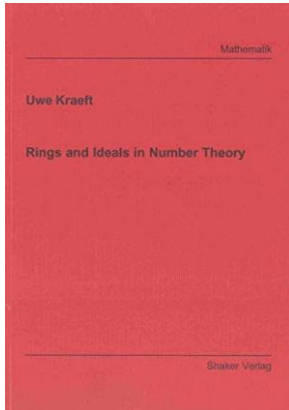 Mathematik
Uwe Kraeft
Rings and Ideals in Number Theory
Shaker Verlag